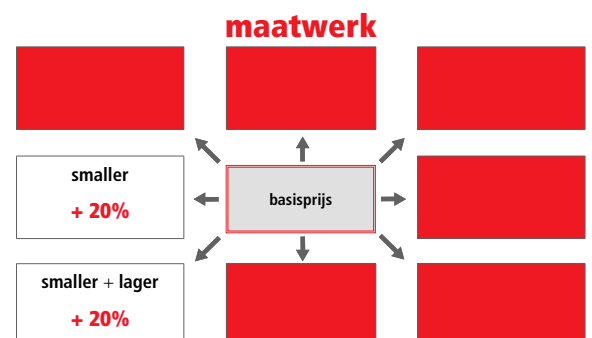 maatwerk
smaller
+ 20%
basisprijs
smaller + lager
+ 20%